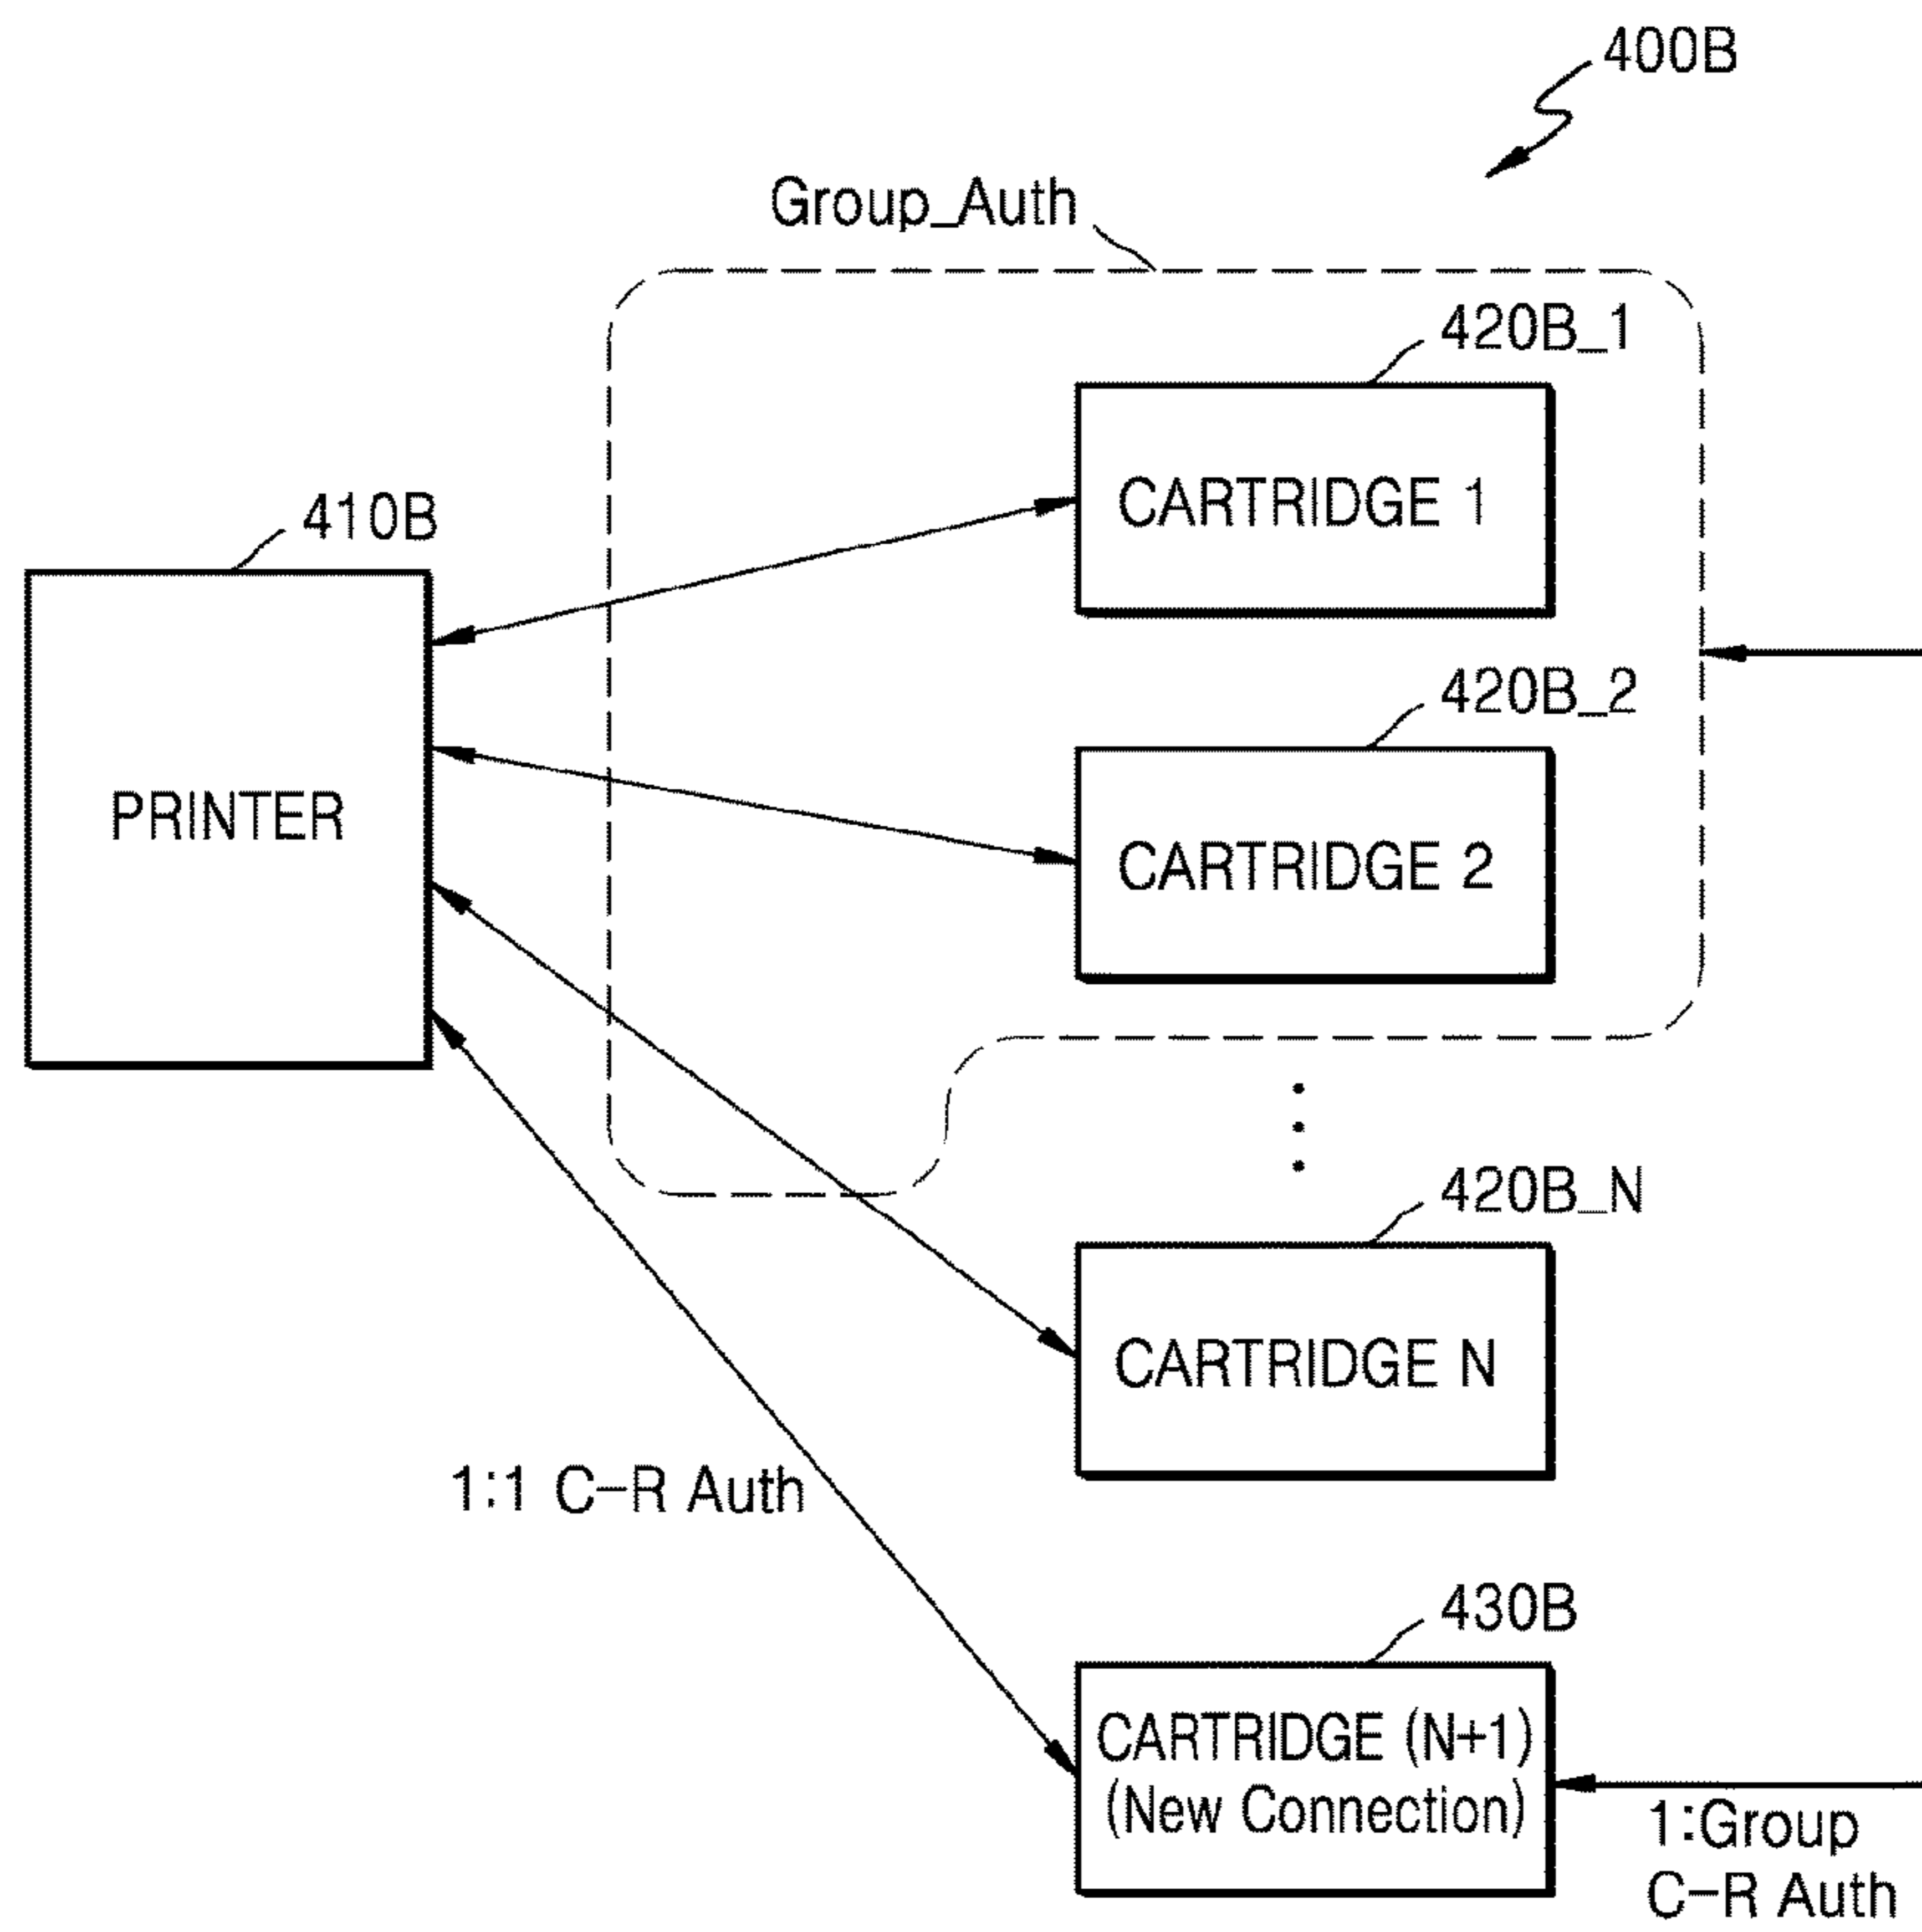 400B
Group_Auth
420B_1
CARTRIDGE 1
410B
PRINTER
420B_2
CARTRIDGE 2
420B_N
CARTRIDGE N
1:1 C-R Auth
430B
CARTRIDGE (N+1)
(New Connection)
1:Group
C-R Auth